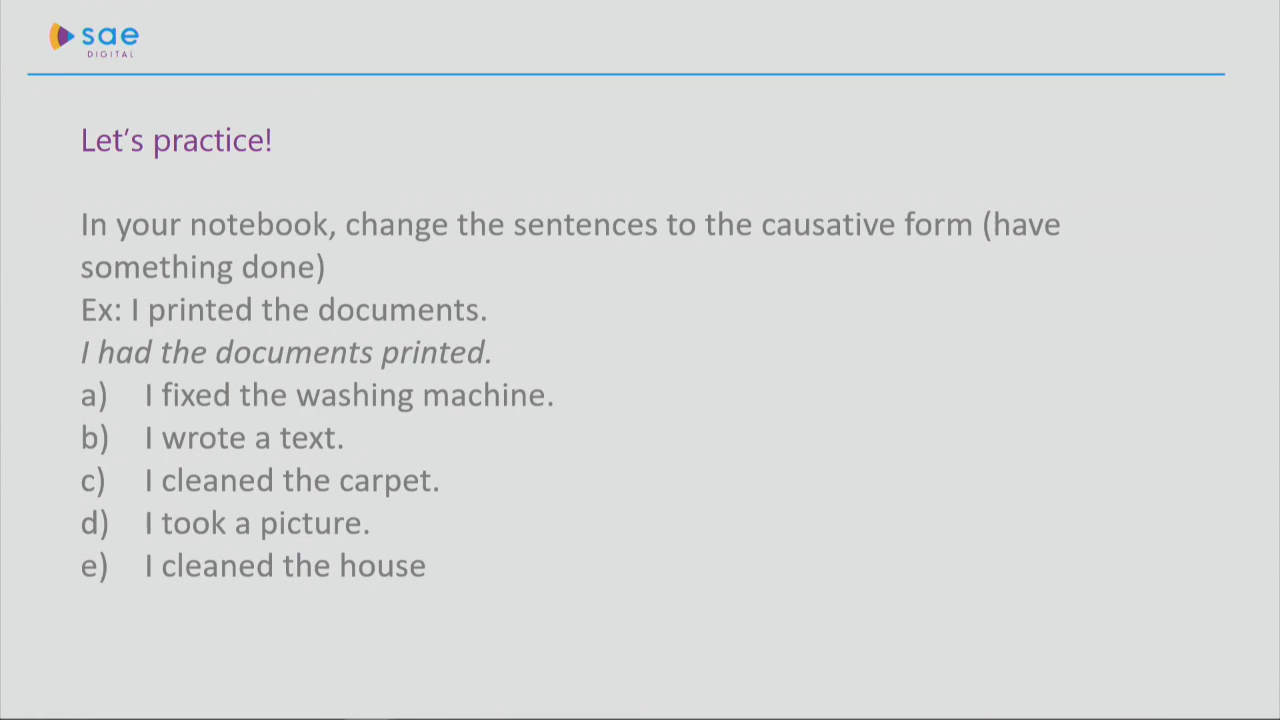 sae
DIGITAL
Let's practice!
In your notebook, change the sentences to the causative form (have
something done)
Ex: I printed the documents.
I had the documents printed.
a) I fixed the washing machine.
b) I wrote a text.
c) I cleaned the carpet.
d) I took a picture.
e) I cleaned the house